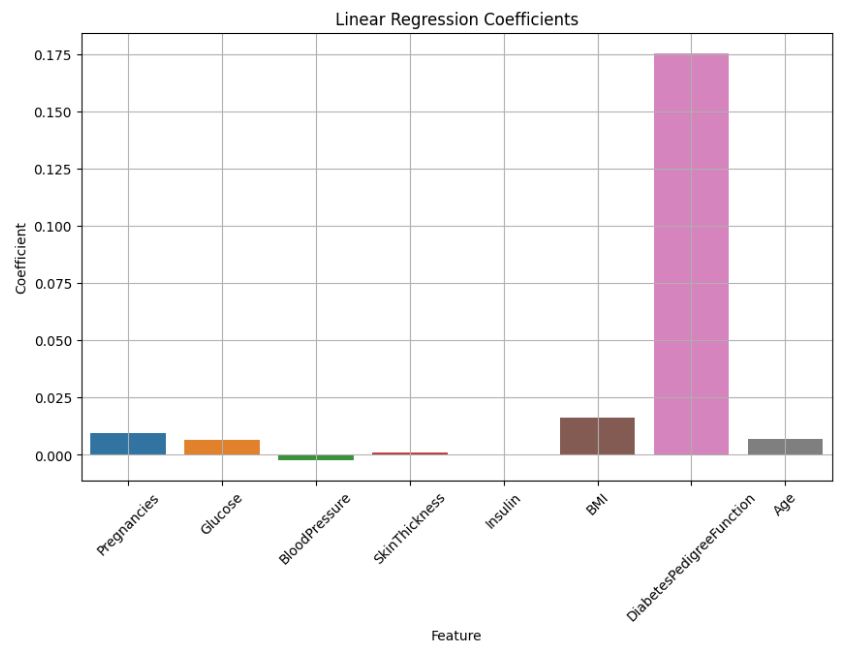 Linear Regression Coefficients
Coefficient
0.175
0.150
0.125
0.100
0.075
0.050
0.025
0.000
Pregnancies
Glucose
BloodPressure
SkinThickness
Insulin
BMI
DiabetesPedigreeFunction
Age
Feature